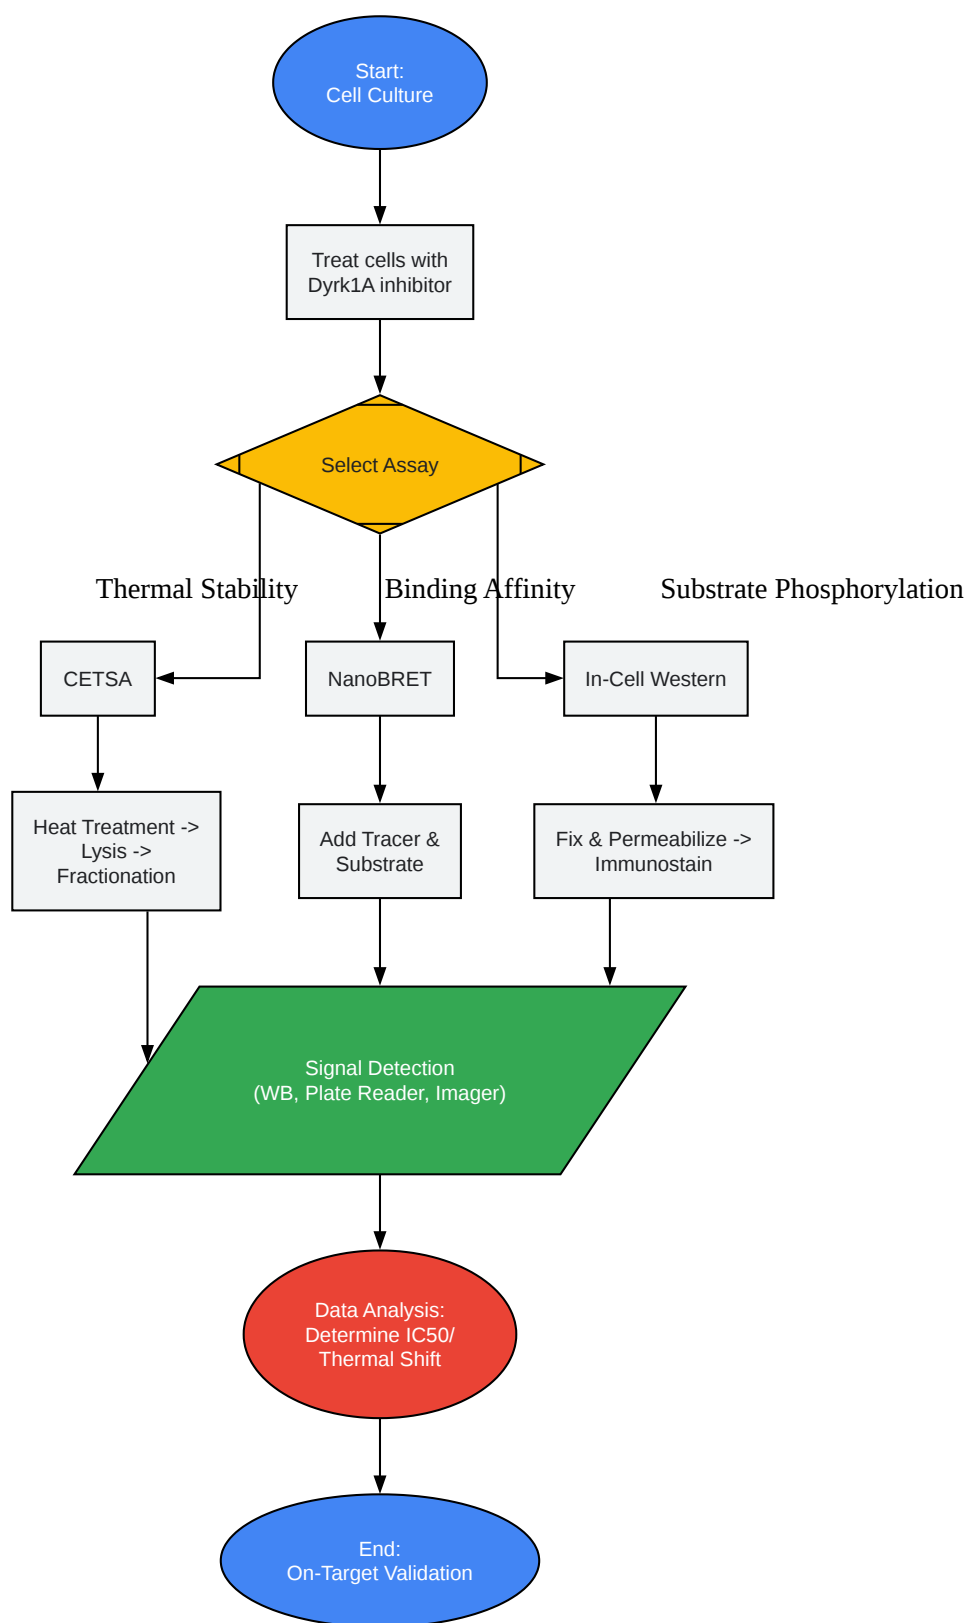 Start:
Cell Culture
Treat cells with
Dyrk1A inhibitor
Select Assay
Thermal Stability
Binding Affinity
Substrate Phosphorylation
CETSA
NanoBRET
In-Cell Western
Heat Treatment ->
Lysis ->
Fractionation
Add Tracer &
Substrate
Fix & Permeabilize ->
Immunostain
Signal Detection
(WB, Plate Reader, Imager)
Data Analysis:
Determine IC50/
Thermal Shift
End:
On-Target Validation